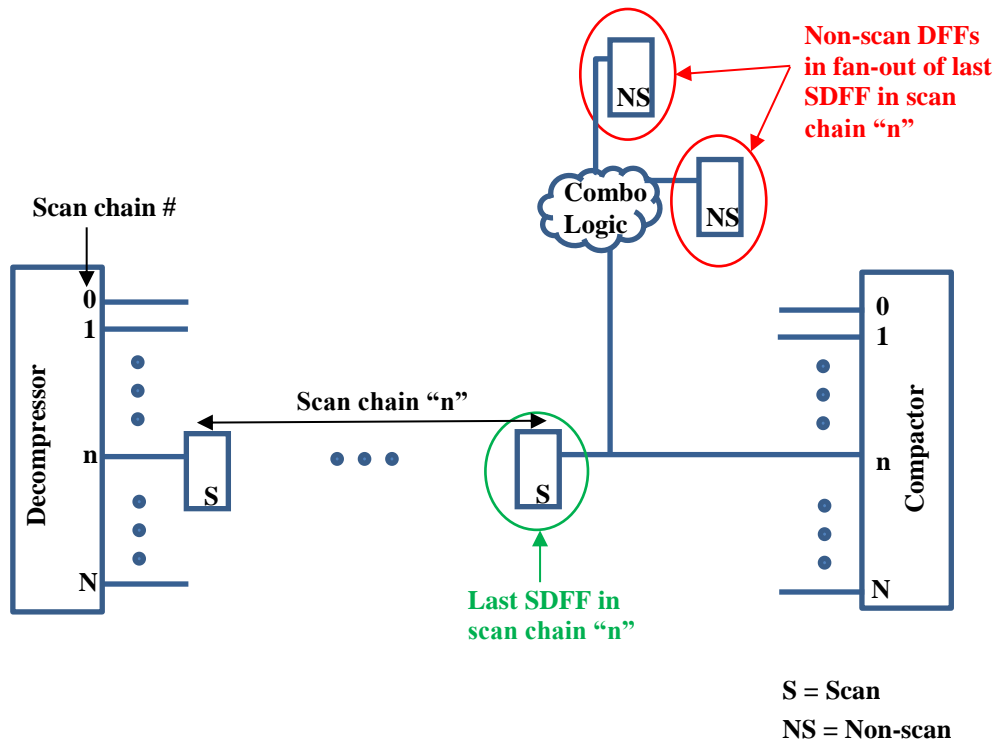 Non-scan DFFs
in fan-out of last
SDFF in scan
chain “n”
NS
NS
Combo
Logic
Scan chain #
0
1
n
N
Decompressor
Scan chain “n”
S
S
Last SDFF in
scan chain “n”
0
1
n
N
Compactor
S = Scan
NS = Non-scan